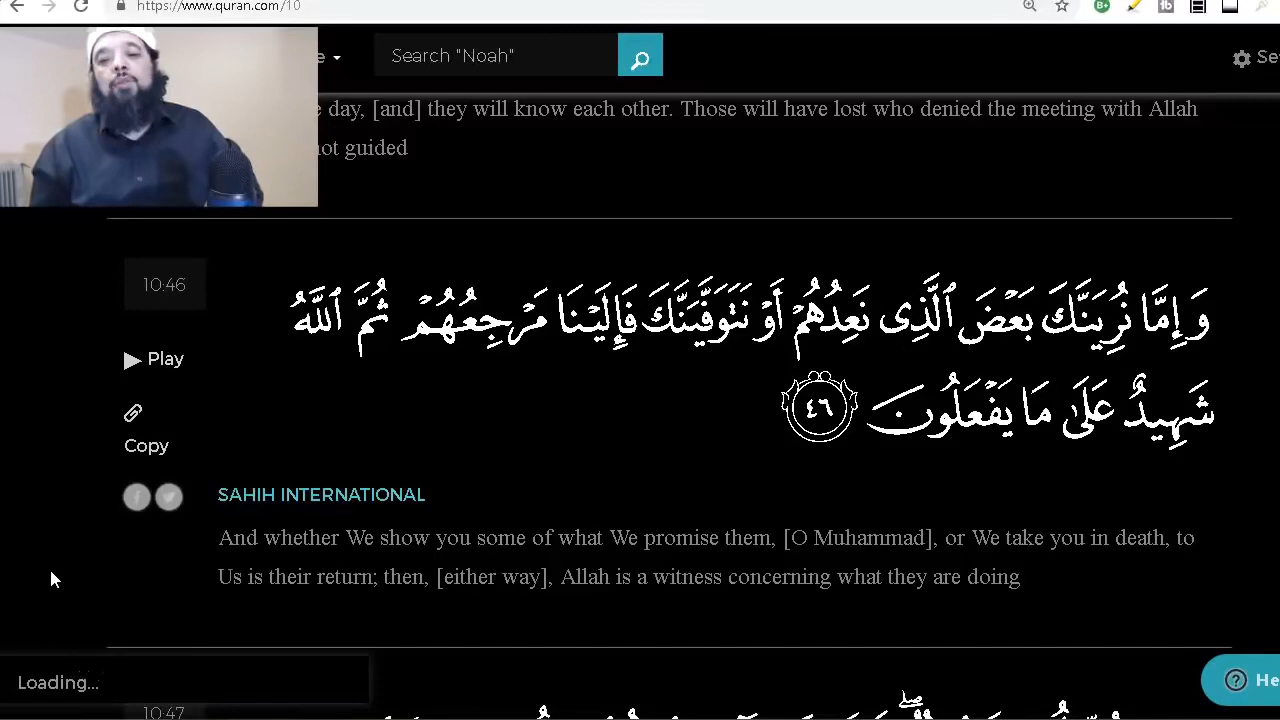 https://www.quran.com/10
e
Search "Noah"
Se
e day, [and] they will know each other. Those will have lost who denied the meeting with Allah
not guided
10:46
وَإِمَّا نُرِيَنَّكَ بَعۡضَ ٱلَّذِى نَعِدُهُمۡ أَوۡ نَتَوَفَّيَنَّكَ فَإِلَيۡنَا مَرۡجِعُهُمۡ ثُمَّ ٱللَّهُ
شَهِيدٌ عَلَىٰ مَا يَفۡعَلُونَ ٤٦
Play
Copy
SAHIH INTERNATIONAL
And whether We show you some of what We promise them, [O Muhammad], or We take you in death, to
Us is their return; then, [either way], Allah is a witness concerning what they are doing
Loading...
He
10:47